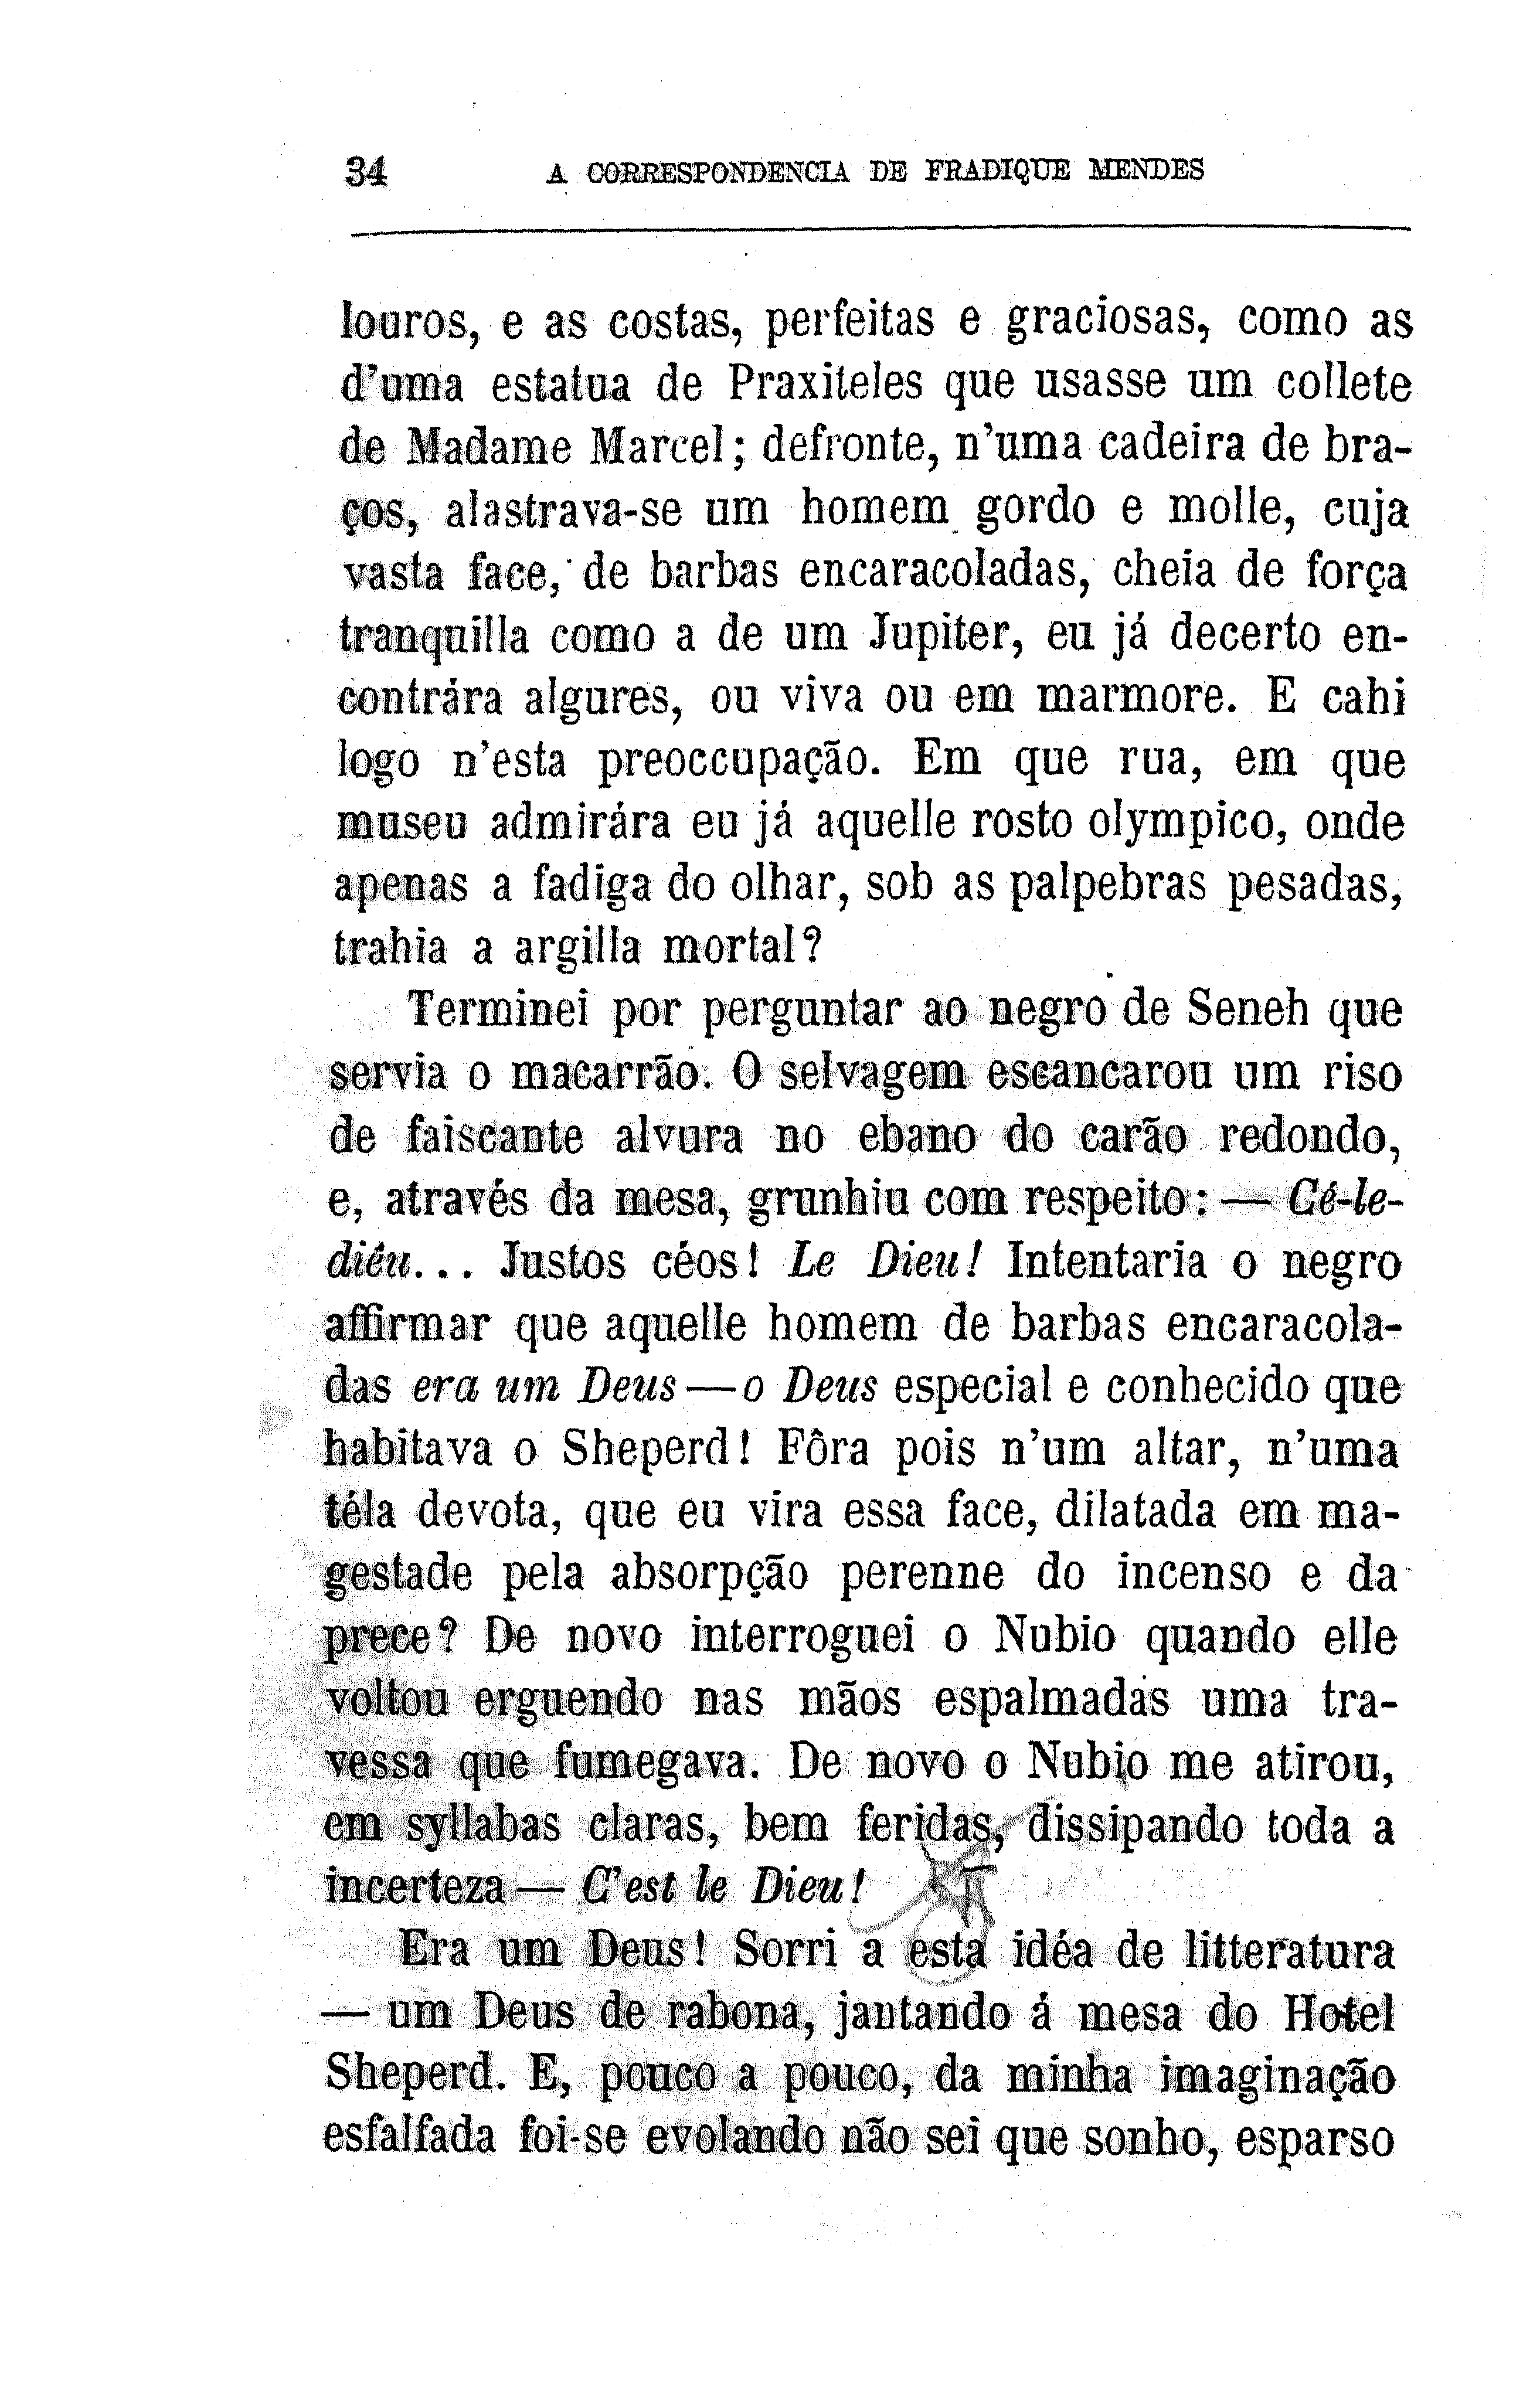 34 A CORRESPONDENCIA DE FRADIQUE MENDES
louros, e as costas, perfeitas e graciosas, como as
d'uma estatua de Praxiteles que usasse um collete
de Madame Marcel; defronte, n'uma cadeira de bra-
ços, alastrava-se um homem gordo e molle, cuja
vasta face, de barbas encaracoladas, cheia de força
tranquilla como a de um Jupiter, eu já decerto en-
contrára algures, ou viva ou em marmore. E cahi
logo n'esta preoccupação. Em que rua, em que
museu admirára eu já aquelle rosto olympico, onde
apenas a fadiga do olhar, sob as palpebras pesadas,
trahia a argilla mortal?
Terminei por perguntar ao negro de Seneh que
servia o macarrão. O selvagem escancarou um riso
de faiscante alvura no ebano do carão redondo,
e, através da mesa, grunhiu com respeito: — Cé-le-
diêu... Justos céos! Le Dieu! Intentaria o negro
affirmar que aquelle homem de barbas encaracola-
das era um Deus — o Deus especial e conhecido que
habitava o Sheperd! Fôra pois n'um altar, n'uma
téla devota, que eu vira essa face, dilatada em ma-
gestade pela absorpção perenne do incenso e da
prece? De novo interroguei o Nubio quando elle
voltou erguendo nas mãos espalmadas uma tra-
vessa que fumegava. De novo o Nubio me atirou,
em syllabas claras, bem feridas, dissipando toda a
incerteza — C'est le Dieu!
Era um Deus! Sorri a esta idéa de litteratura
— um Deus de rabona, jantando á mesa do Hotel
Sheperd. E, pouco a pouco, da minha imaginação
esfalfada foi-se evolando não sei que sonho, esparso